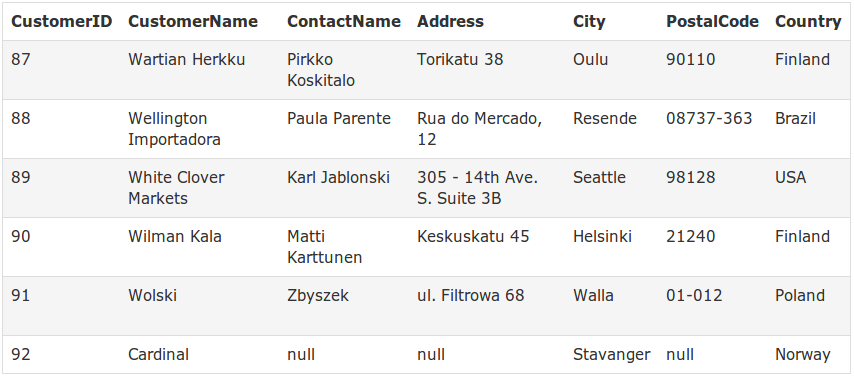 CustomerID CustomerName ContactName Address City PostalCode Country
87 Wartian Herkku Pirkko Torikatu 38 Oulu 90110 Finland
Koskitalo
88 Wellington Paula Parente Rua do Mercado, Resende 08737-363 Brazil
Importadora 12
89 White Clover Karl Jablonski 305 - 14th Ave. Seattle 98128 USA
Markets S. Suite 3B
90 Wilman Kala Matti Keskuskatu 45 Helsinki 21240 Finland
Karttunen
91 Wolski Zbyszek ul. Filtrowa 68 Walla 01-012 Poland
92 Cardinal null null Stavanger null Norway